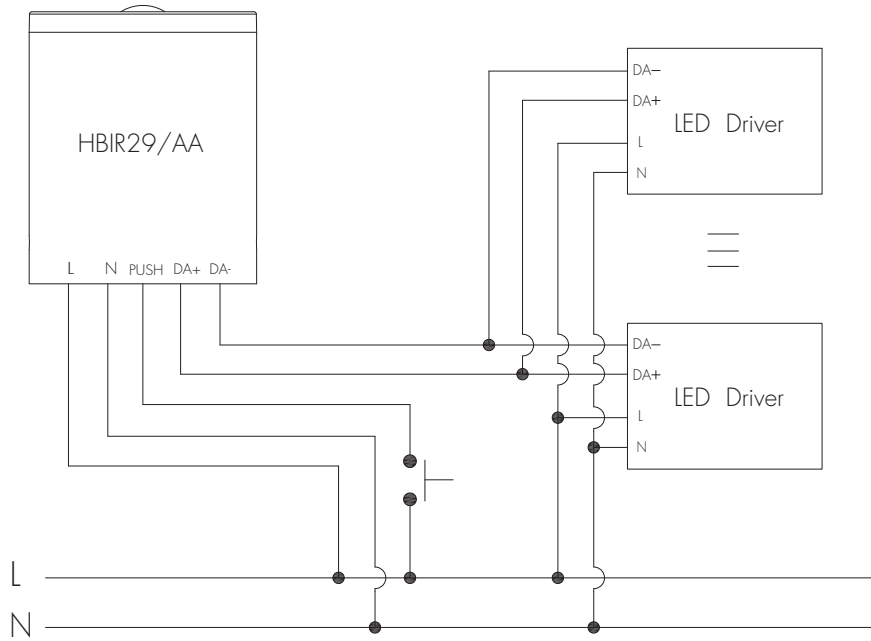 HBIR29/AA
L N PUSH DA+ DA-
DA–
DA+
L
N
LED Driver
DA–
DA+
L
N
LED Driver
L
N